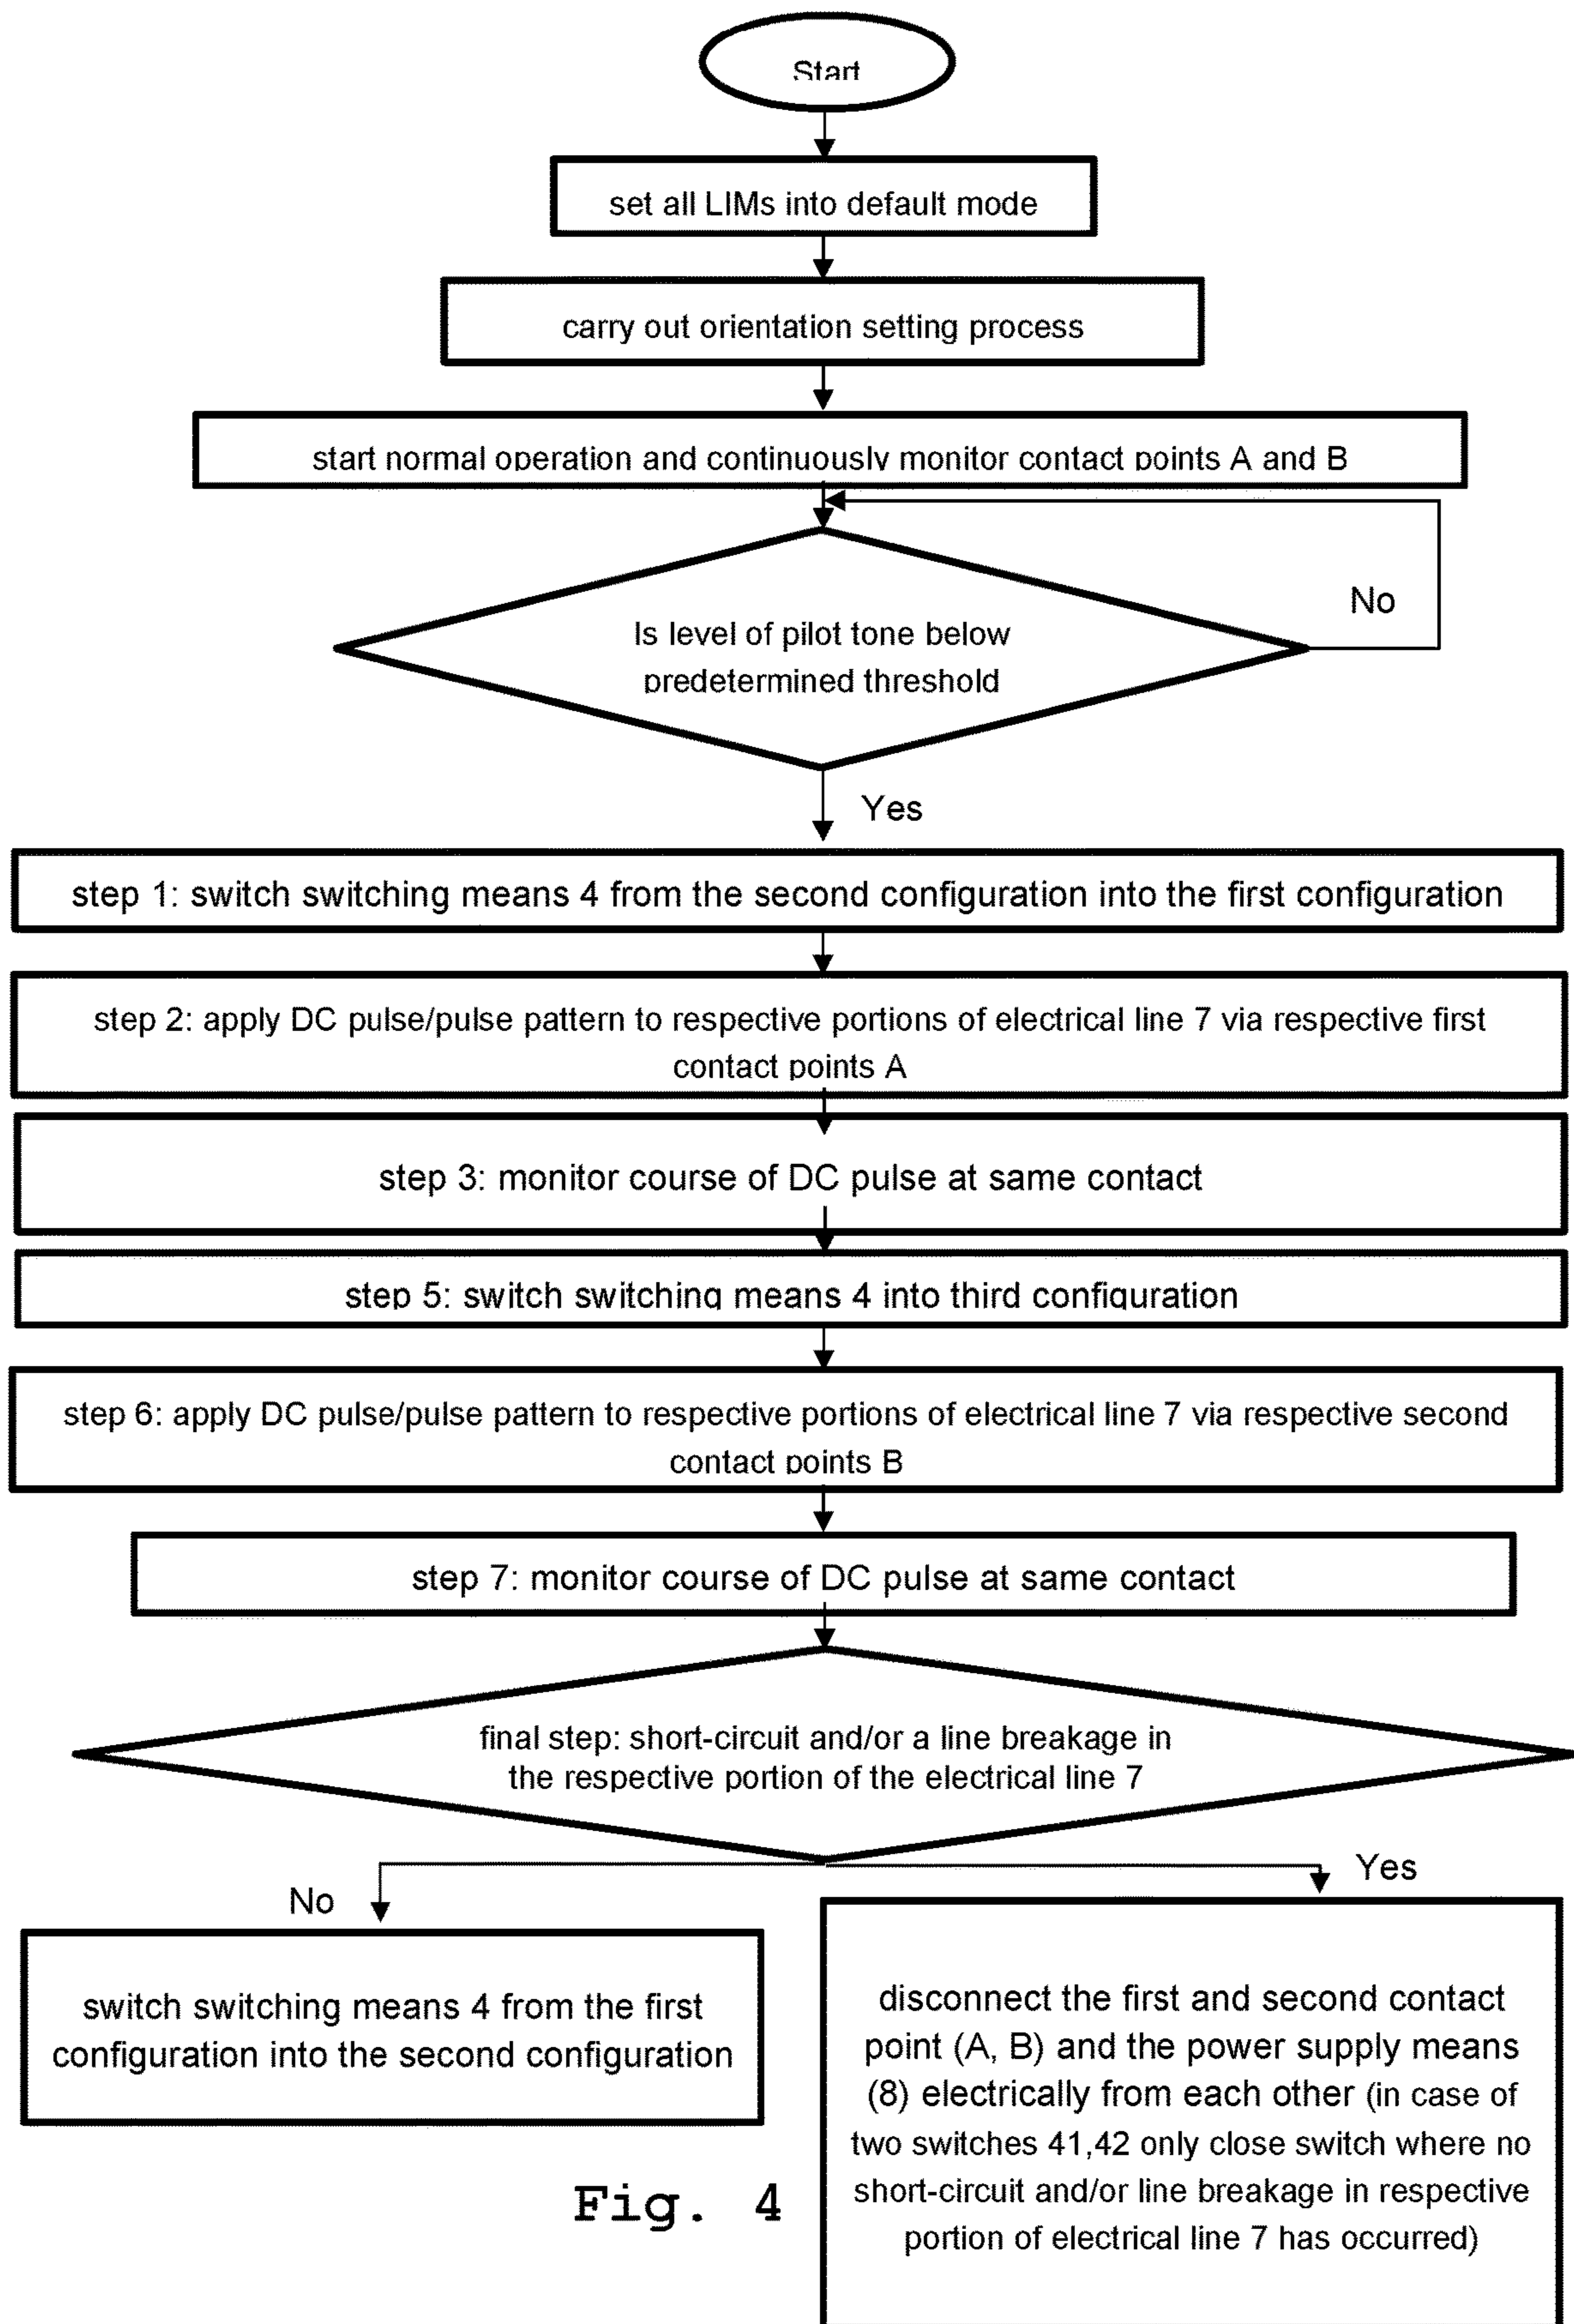 Start
set all LIMs into default mode
carry out orientation setting process
start normal operation and continuously monitor contact points A and B
No
Is level of pilot tone below
predetermined threshold
Yes
step 1: switch switching means 4 from the second configuration into the first configuration
step 2: apply DC pulse/pulse pattern to respective portions of electrical line 7 via respective first
contact points A
step 3: monitor course of DC pulse at same contact
step 5: switch switching means 4 into third configuration
step 6: apply DC pulse/pulse pattern to respective portions of electrical line 7 via respective second
contact points B
step 7: monitor course of DC pulse at same contact
final step: short-circuit and/or a line breakage in
the respective portion of the electrical line 7
No
Yes
switch switching means 4 from the first
configuration into the second configuration
disconnect the first and second contact
point (A, B) and the power supply means
(8) electrically from each other (in case of
two switches 41,42 only close switch where no
short-circuit and/or line breakage in respective
portion of electrical line 7 has occurred)
Fig. 4